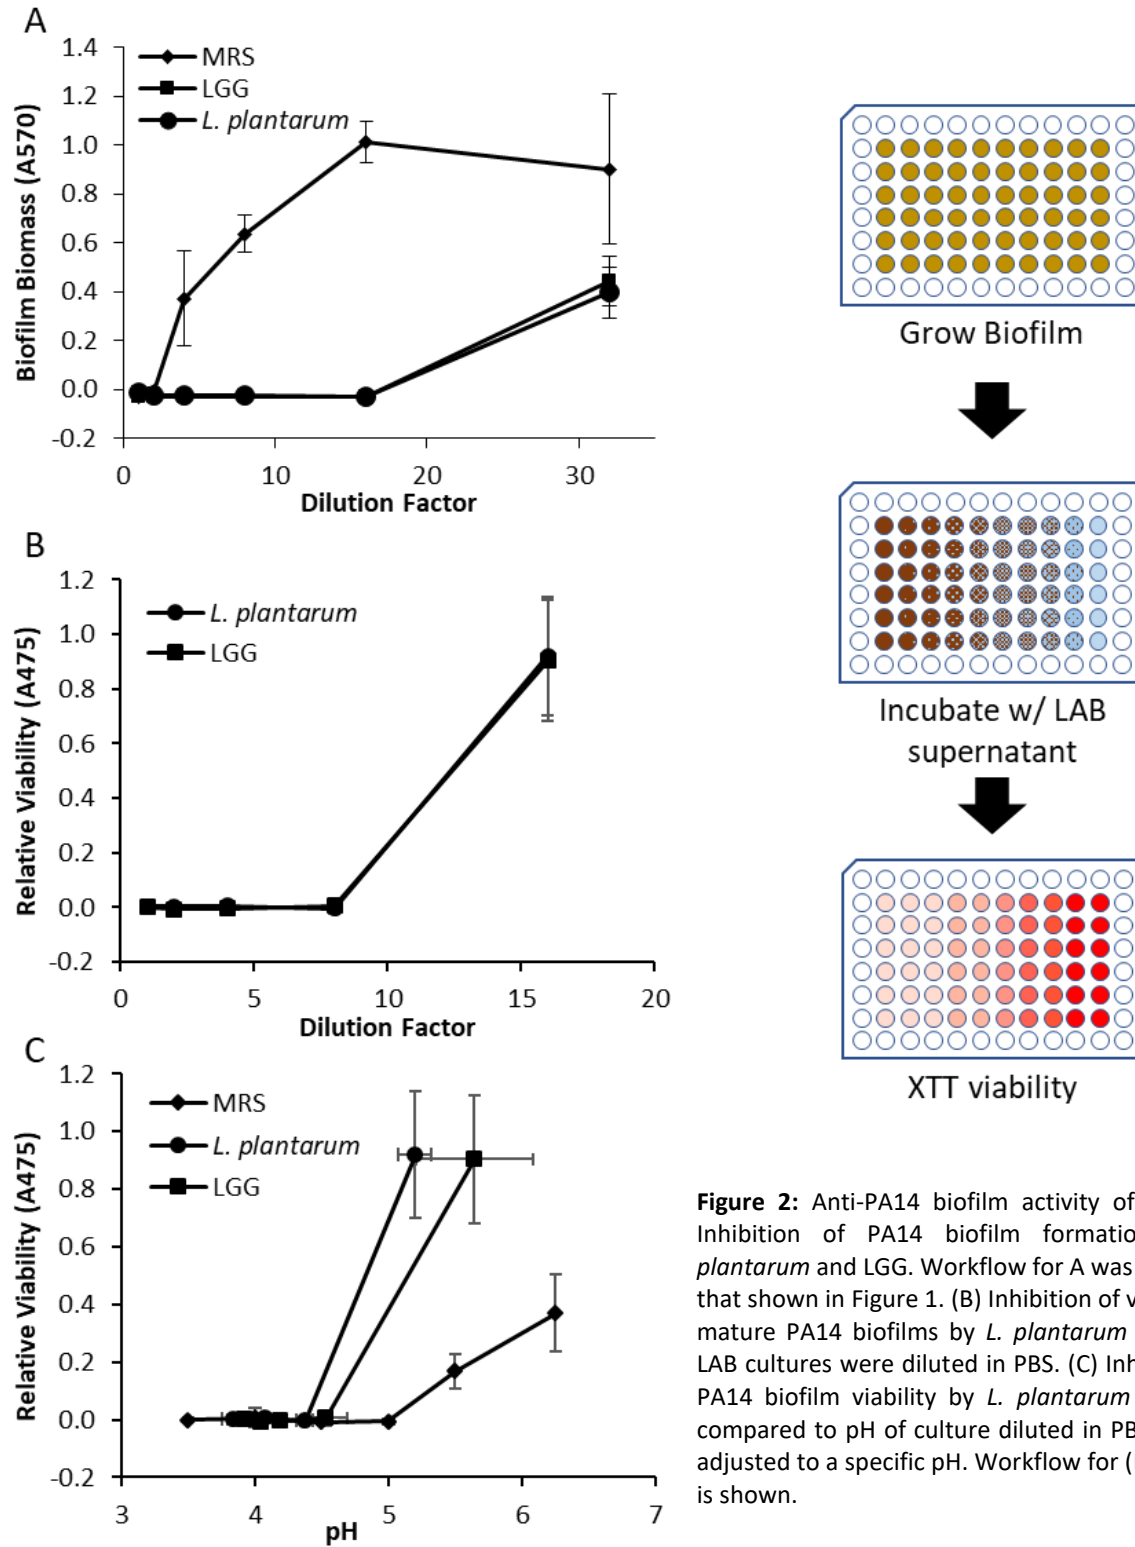 A
MRS
LGG
L. plantarum
1.4
1.2
1.0
0.8
0.6
0.4
0.2
0.0
-0.2
Biofilm Biomass (A570)
0 10 20 30
Dilution Factor
B
L. plantarum
LGG
1.2
1.0
0.8
0.6
0.4
0.2
0.0
-0.2
Relative Viability (A475)
0 5 10 15 20
Dilution Factor
C
MRS
L. plantarum
LGG
1.2
1.0
0.8
0.6
0.4
0.2
0.0
-0.2
Relative Viability (A475)
3 4 5 6 7
pH
Grow Biofilm
Incubate w/ LAB
supernatant
XTT viability
Figure 2: Anti-PA14 biofilm activity of
Inhibition of PA14 biofilm formatio
plantarum and LGG. Workflow for A was
that shown in Figure 1. (B) Inhibition of v
mature PA14 biofilms by L. plantarum
LAB cultures were diluted in PBS. (C) Inh
PA14 biofilm viability by L. plantarum
compared to pH of culture diluted in PB
adjusted to a specific pH. Workflow for (
is shown.